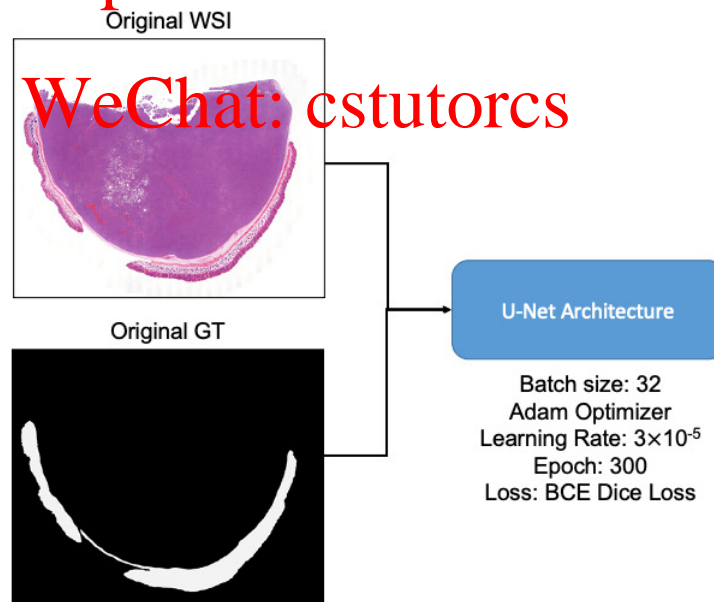 Original WSI
WeChat: cstutorcs
Original GT
U-Net Architecture
Batch size: 32
Adam Optimizer
Learning Rate: 3×10⁻⁵
Epoch: 300
Loss: BCE Dice Loss